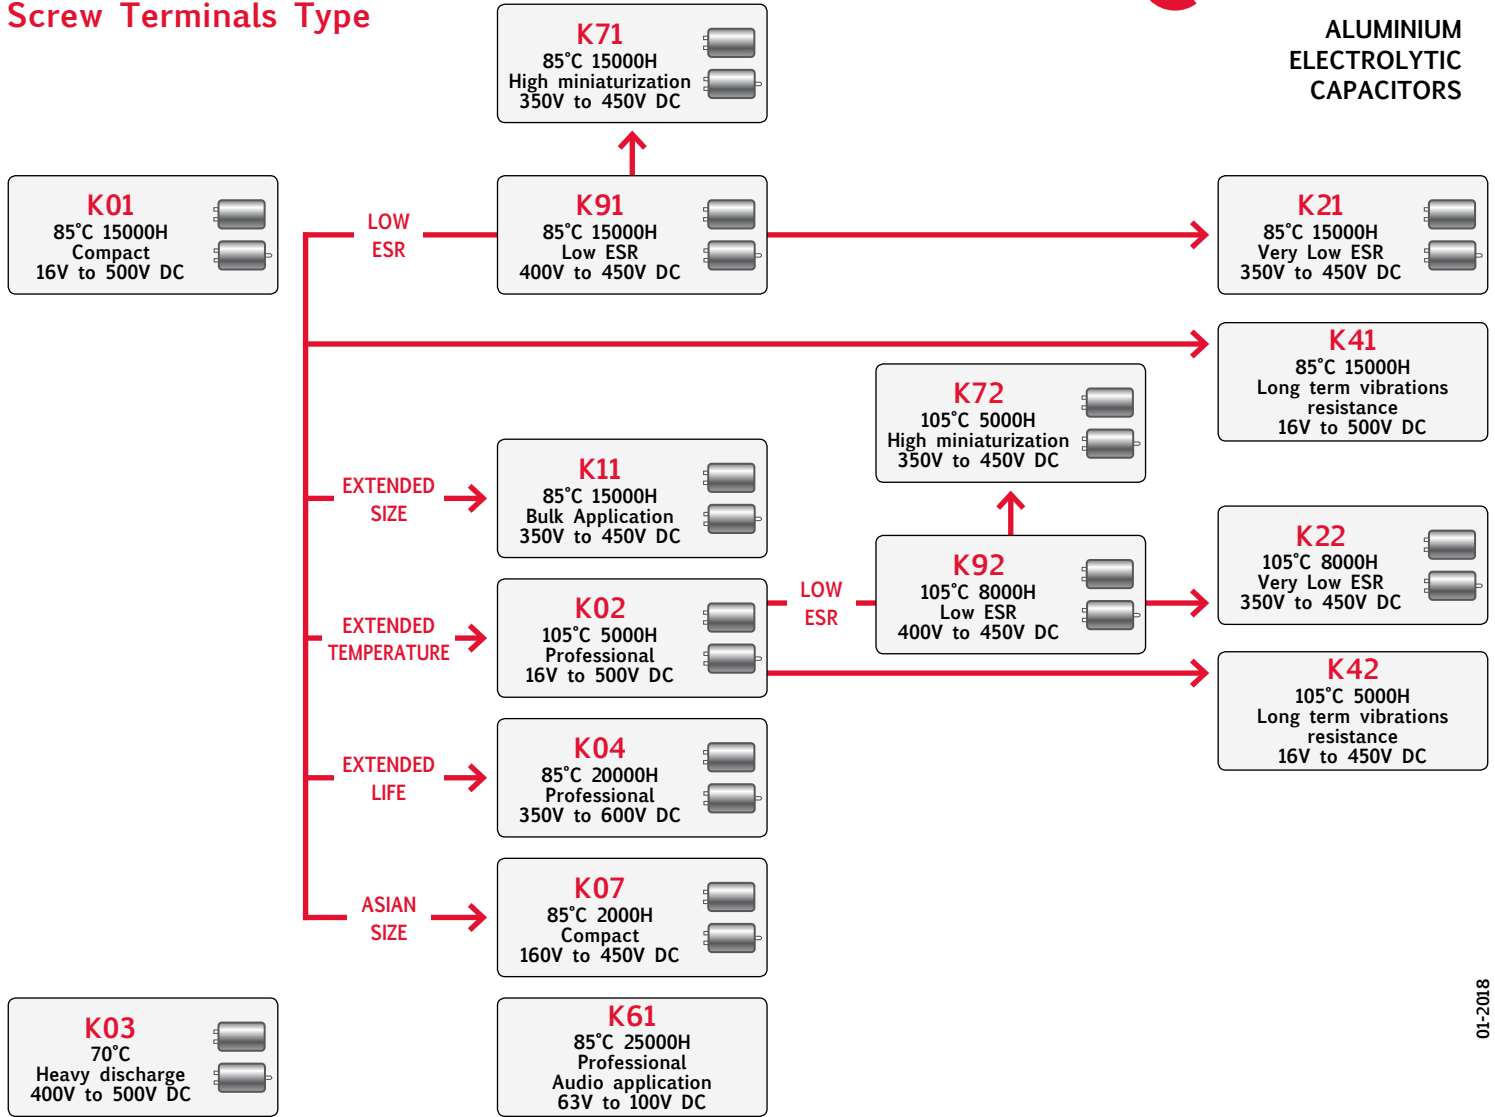 Screw Terminals Type
ALUMINIUM
ELECTROLYTIC
CAPACITORS
K71
85°C 15000H
High miniaturization
350V to 450V DC
K01
85°C 15000H
Compact
16V to 500V DC
LOW
ESR
K91
85°C 15000H
Low ESR
400V to 450V DC
K21
85°C 15000H
Very Low ESR
350V to 450V DC
K41
85°C 15000H
Long term vibrations
resistance
16V to 500V DC
K72
105°C 5000H
High miniaturization
350V to 450V DC
EXTENDED
SIZE
K11
85°C 15000H
Bulk Application
350V to 450V DC
K92
105°C 8000H
Low ESR
400V to 450V DC
K22
105°C 8000H
Very Low ESR
350V to 450V DC
EXTENDED
TEMPERATURE
K02
105°C 5000H
Professional
16V to 500V DC
LOW
ESR
K42
105°C 5000H
Long term vibrations
resistance
16V to 450V DC
EXTENDED
LIFE
K04
85°C 20000H
Professional
350V to 600V DC
ASIAN
SIZE
K07
85°C 2000H
Compact
160V to 450V DC
K03
70°C
Heavy discharge
400V to 500V DC
K61
85°C 25000H
Professional
Audio application
63V to 100V DC
01-2018